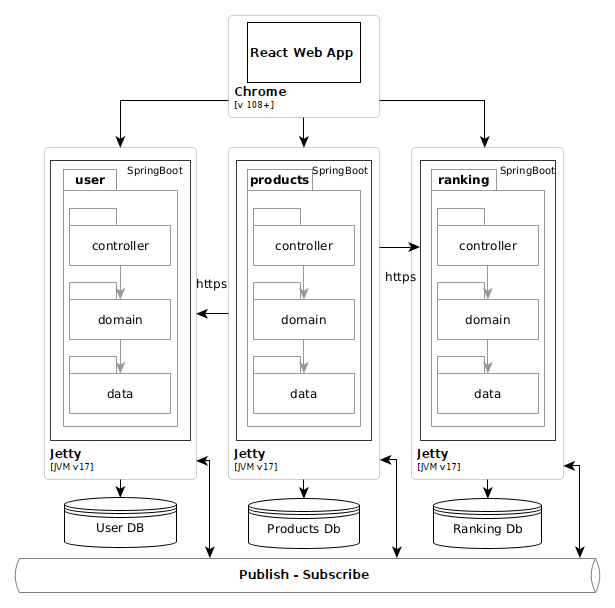 React Web App
Chrome
[v 108+]
SpringBoot
user
controller
domain
data
Jetty
[JVM v17]
https
SpringBoot
products
controller
domain
data
Jetty
[JVM v17]
https
SpringBoot
ranking
controller
domain
data
Jetty
[JVM v17]
User DB
Products Db
Ranking Db
Publish - Subscribe